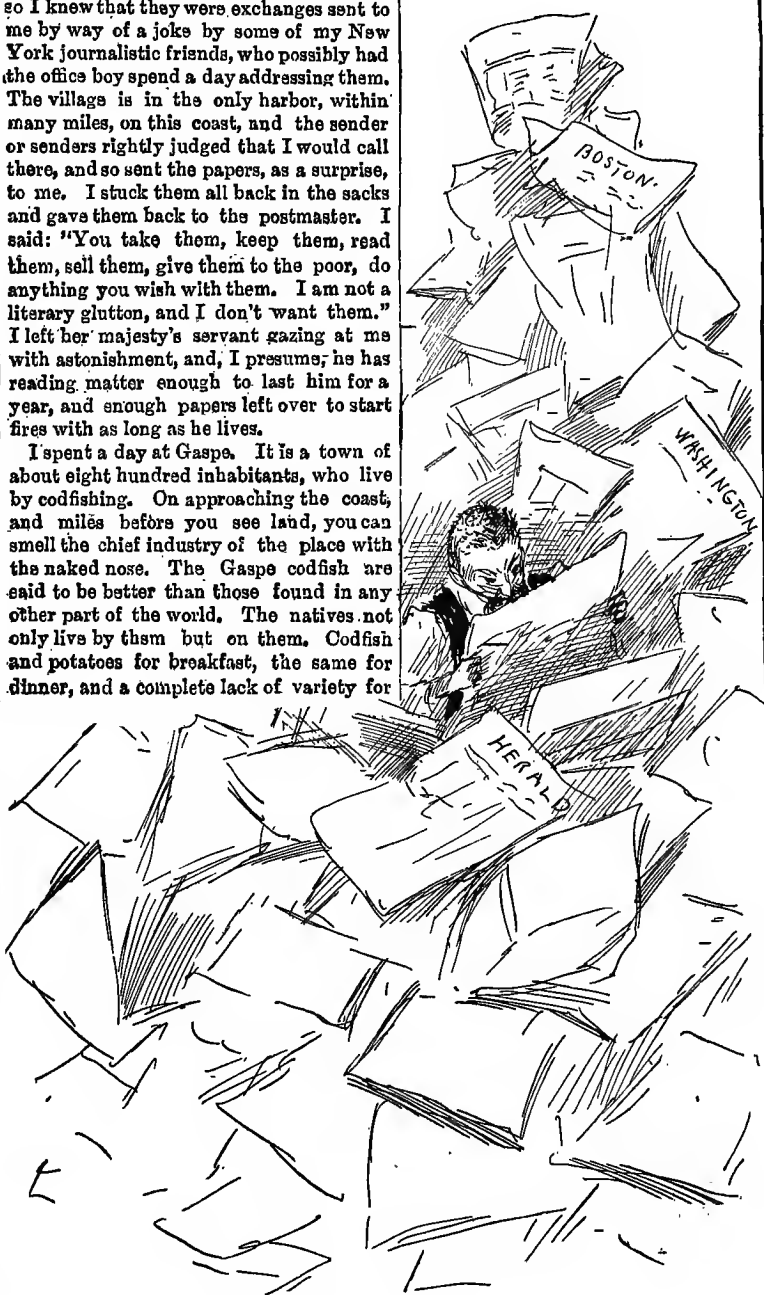 so I knew that they were exchanges sent to
me by way of a joke by some of my New
York journalistic friends, who possibly had
the office boy spend a day addressing them.
The village is in the only harbor, within
many miles, on this coast, and the sender
or senders rightly judged that I would call
there, and so sent the papers, as a surprise,
to me. I stuck them all back in the sacks
and gave them back to the postmaster. I
said: "You take them, keep them, read
them, sell them, give them to the poor, do
anything you wish with them. I am not a
literary glutton, and I don't want them."
I left her majesty's servant gazing at me
with astonishment, and, I presume, he has
reading matter enough to last him for a
year, and enough papers left over to start
fires with as long as he lives.
I spent a day at Gaspe. It is a town of
about eight hundred inhabitants, who live
by codfishing. On approaching the coast,
and miles before you see land, you can
smell the chief industry of the place with
the naked nose. The Gaspe codfish are
said to be better than those found in any
other part of the world. The natives not
only live by them but on them. Codfish
and potatoes for breakfast, the same for
dinner, and a complete lack of variety for
BOSTON.
WASHINGTON
HERALD